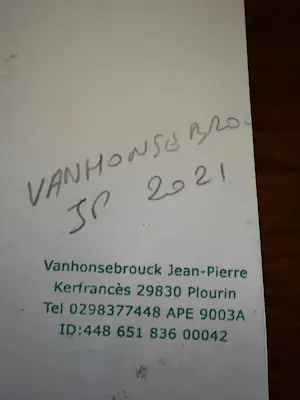 VANHONSEBRO.
JP 2021
Vanhonsebrouck Jean-Pierre
Kerfrancès 29830 Plourin
Tel 0298377448 APE 9003A
ID:448 651 836 00042